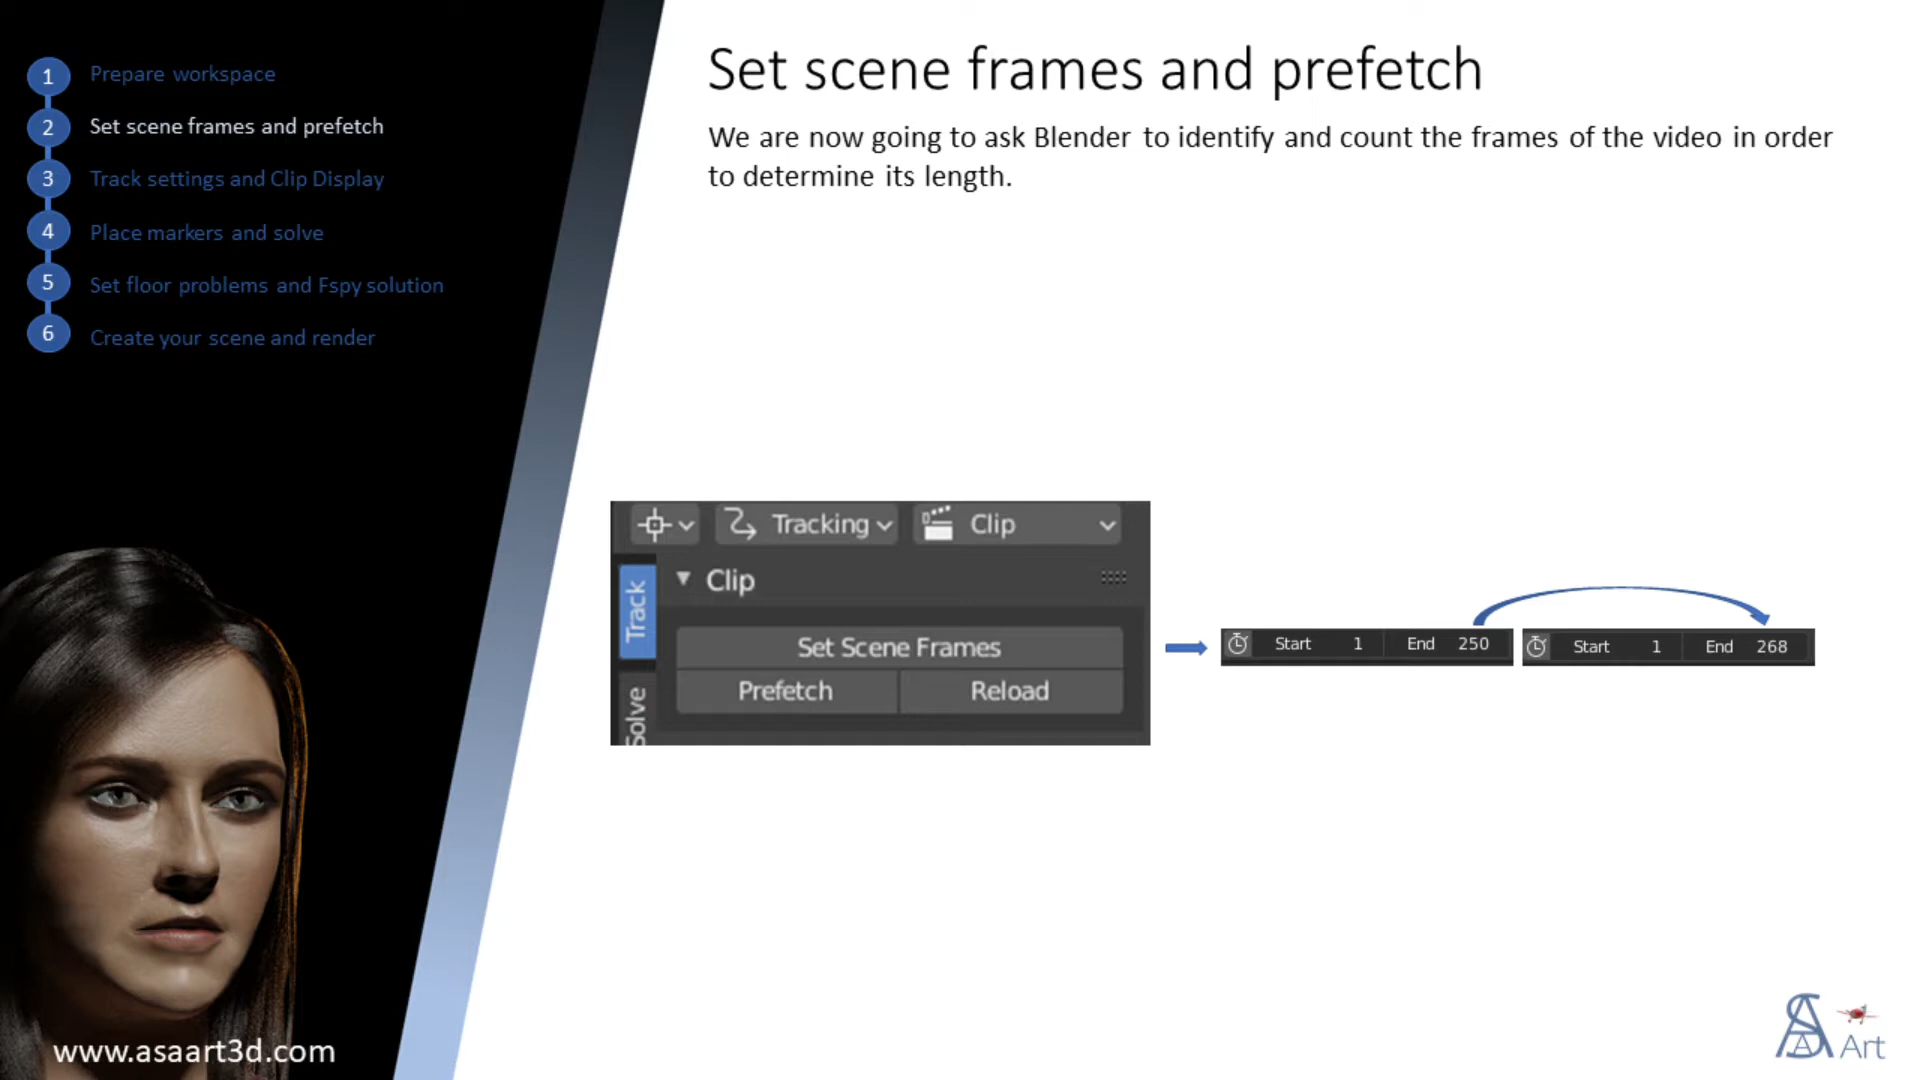 1 Prepare workspace
2 Set scene frames and prefetch
3 Track settings and Clip Display
4 Place markers and solve
5 Set floor problems and Fspy solution
6 Create your scene and render
Set scene frames and prefetch
We are now going to ask Blender to identify and count the frames of the video in order
to determine its length.
Tracking Clip
Track
Clip
Set Scene Frames
Prefetch Reload
Solve
Start 1 End 250
Start 1 End 268
www.asaart3d.com
ASA Art